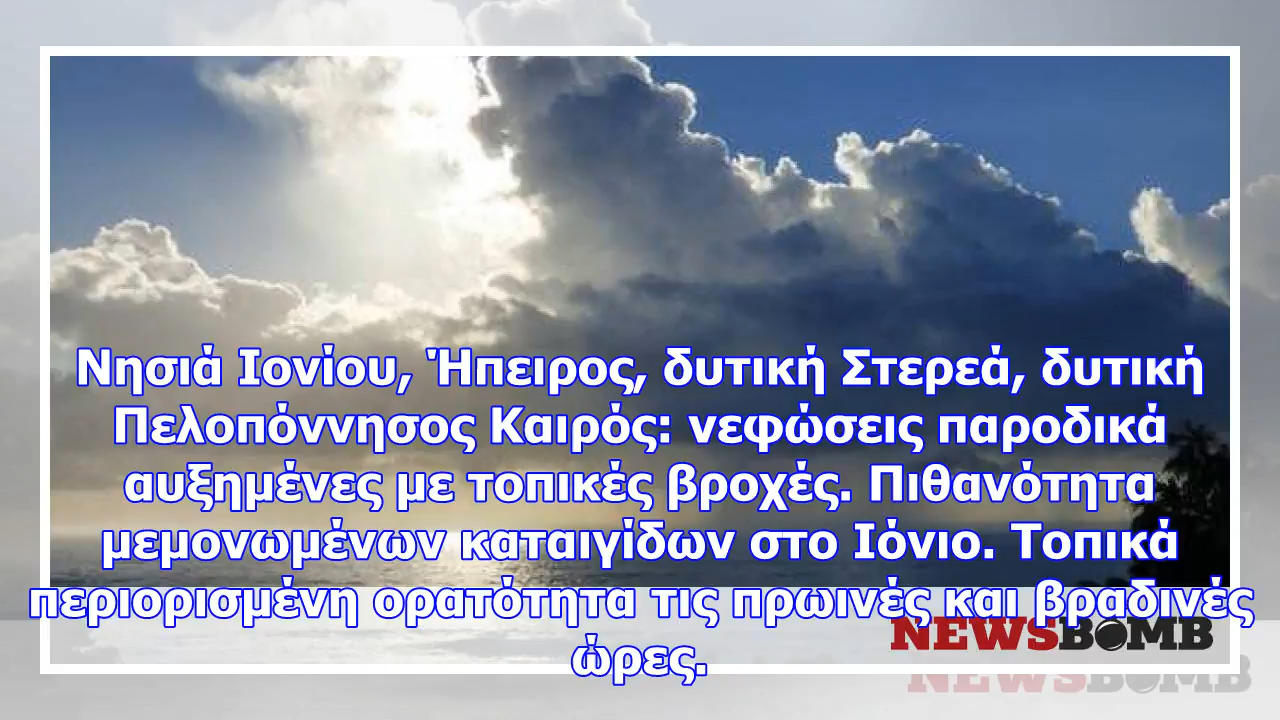 Νησιά Ιονίου, Ήπειρος, δυτική Στερεά, δυτική
Πελοπόννησος Καιρός: νεφώσεις παροδικά
αυξημένες με τοπικές βροχές. Πιθανότητα
μεμονωμένων καταιγίδων στο Ιόνιο. Τοπικά
περιορισμένη ορατότητα τις πρωινές και βραδινές
ώρες.
NEWSBOMB
NEWSBOMB